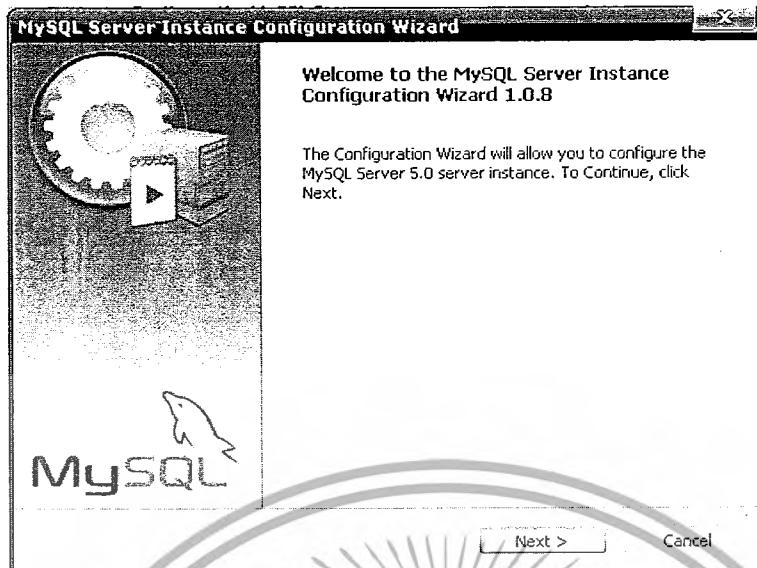 MySQL Server Instance Configuration Wizard
Welcome to the MySQL Server Instance
Configuration Wizard 1.0.8
The Configuration Wizard will allow you to configure the
MySQL Server 5.0 server instance. To Continue, click
Next.
MySQL
Next >
Cancel